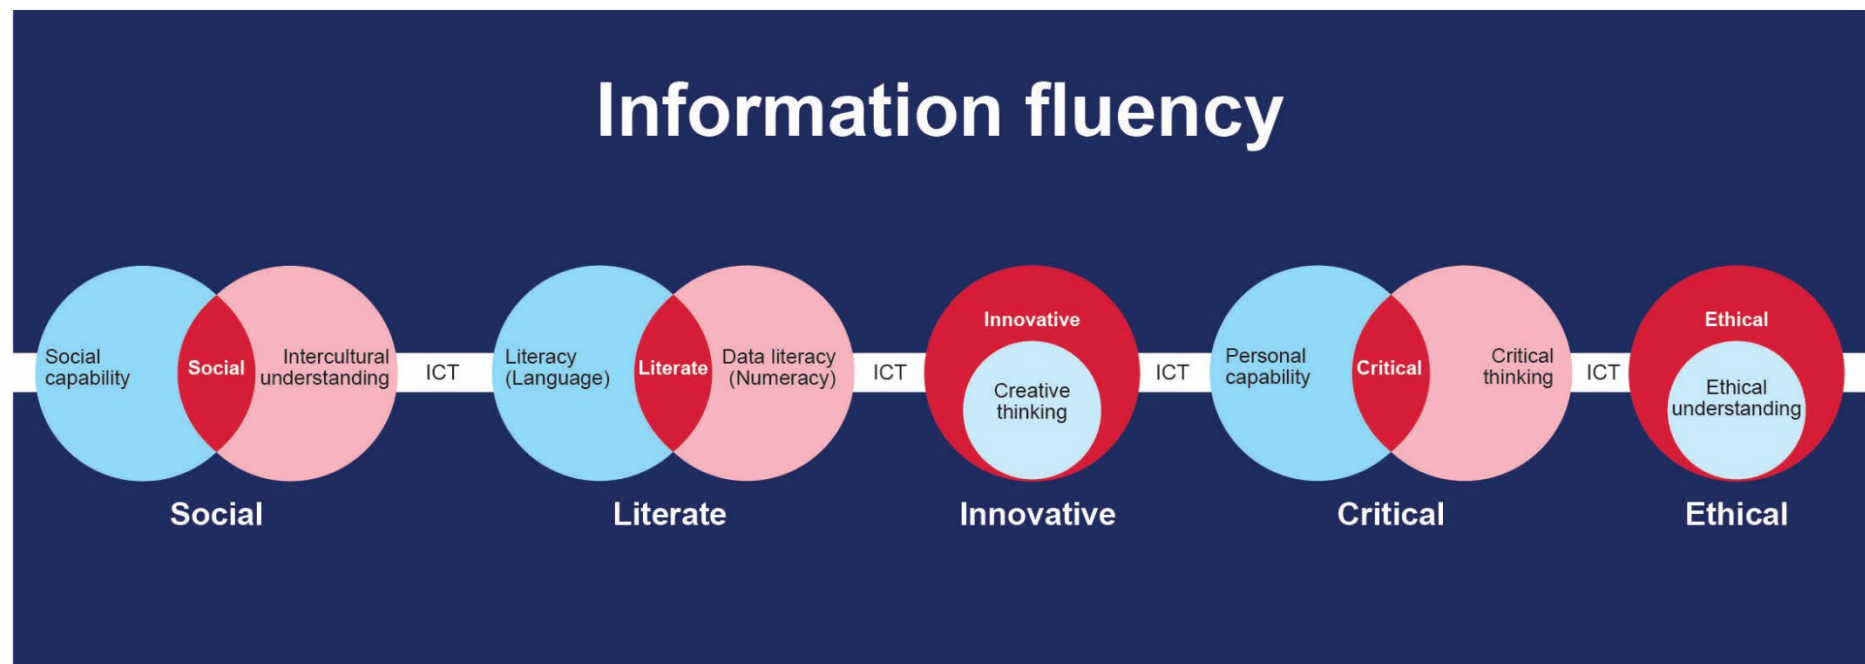 Information fluency
Social
capability
Social
Intercultural
understanding
ICT
Literacy
(Language)
Literate
Data literacy
(Numeracy)
ICT
Innovative
Creative
thinking
ICT
Personal
capability
Critical
Critical
thinking
ICT
Ethical
Ethical
understanding
Social
Literate
Innovative
Critical
Ethical